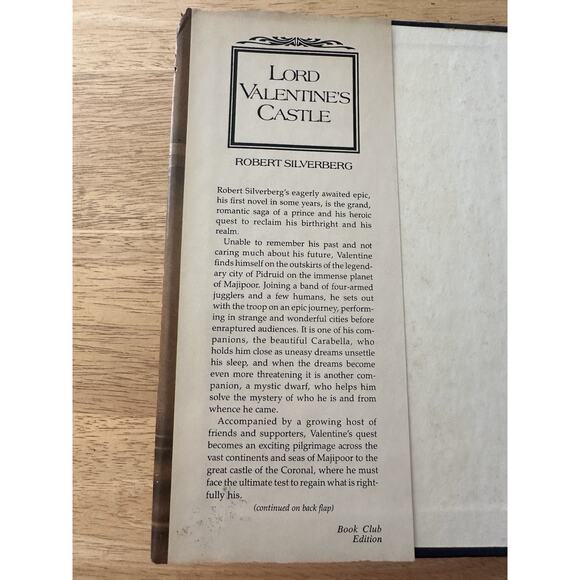 LORD
VALENTINE'S
CASTLE
ROBERT SILVERBERG
Robert Silverberg's eagerly awaited epic,
his first novel in some years, is the grand,
romantic saga of a prince and his heroic
quest to reclaim his birthright and his
realm.
Unable to remember his past and not
caring much about his future, Valentine
finds himself on the outskirts of the legend-
ary city of Pidruid on the immense planet
of Majipoor. Joining a band of four-armed
jugglers and a few humans, he sets out
with the troop on an epic journey, perform-
ing in strange and wonderful cities before
enraptured audiences. It is one of his com-
panions, the beautiful Carabella, who
holds him close as uneasy dreams unsettle
his sleep, and when the dreams become
even more threatening it is another com-
panion, a mystic dwarf, who helps him
solve the mystery of who he is and from
whence he came.
Accompanied by a growing host of
friends and supporters, Valentine's quest
becomes an exciting pilgrimage across the
vast continents and seas of Majipoor to the
great castle of the Coronal, where he must
face the ultimate test to regain what is right-
fully his.
(continued on back flap)
Book Club
Edition